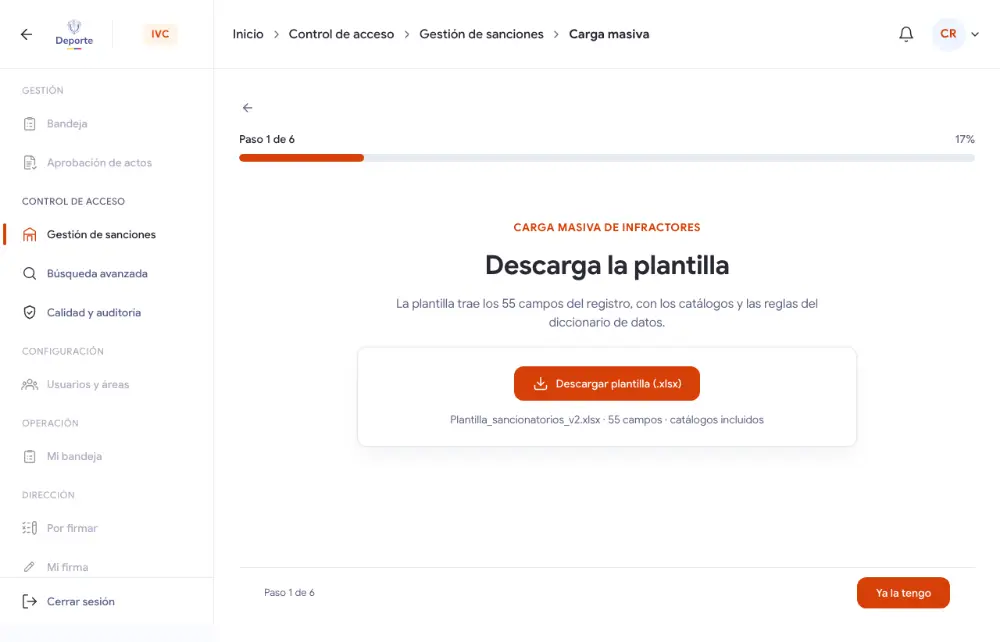 Deporte
IVC
Inicio > Control de acceso > Gestión de sanciones > Carga masiva
CR
GESTIÓN
Bandeja
Aprobación de actos
CONTROL DE ACCESO
Gestión de sanciones
Búsqueda avanzada
Calidad y auditoria
CONFIGURACIÓN
Usuarios y áreas
OPERACIÓN
Mi bandeja
DIRECCIÓN
Por firmar
Mi firma
Cerrar sesión
Paso 1 de 6
17%
CARGA MASIVA DE INFRACTORES
Descarga la plantilla
La plantilla trae los 55 campos del registro, con los catálogos y las reglas del
diccionario de datos.
Descargar plantilla (.xlsx)
Plantilla_sancionatorios_v2.xlsx · 55 campos · catálogos incluidos
Paso 1 de 6
Ya la tengo